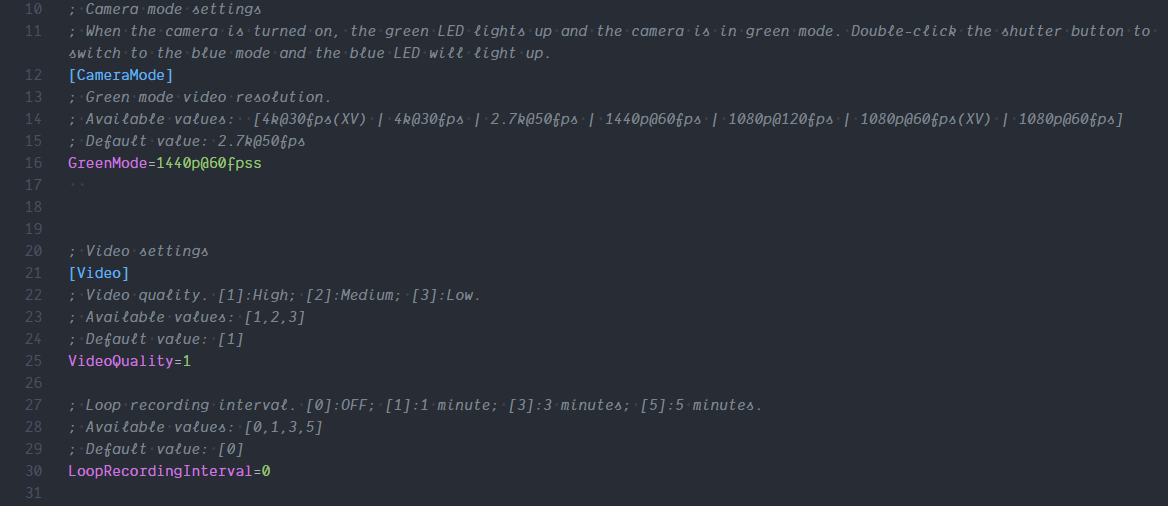 10 ; Camera mode settings
11 ; When the camera is turned on, the green LED lights up and the camera is in green mode. Double-click the shutter button to
switch to the blue mode and the blue LED will light up.
12 [CameraMode]
13 ; Green mode video resolution.
14 ; Available values:  [4k@30fps(XV) | 4k@30fps | 2.7k@50fps | 1440p@60fps | 1080p@120fps | 1080p@60fps(XV) | 1080p@60fps]
15 ; Default value: 2.7k@50fps
16 GreenMode=1440p@60fpss
17
18
19
20 ; Video settings
21 [Video]
22 ; Video quality. [1]:High; [2]:Medium; [3]:Low.
23 ; Available values: [1,2,3]
24 ; Default value: [1]
25 VideoQuality=1
26
27 ; Loop recording interval. [0]:OFF; [1]:1 minute; [3]:3 minutes; [5]:5 minutes.
28 ; Available values: [0,1,3,5]
29 ; Default value: [0]
30 LoopRecordingInterval=0
31